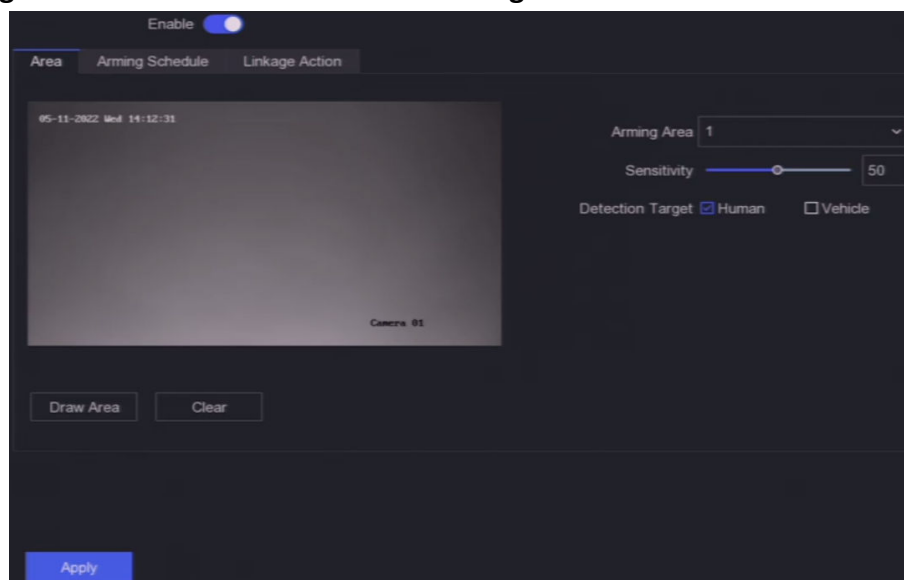 Enable
Area Arming Schedule Linkage Action
05-11-2022 Wed 14:12:31
Arming Area 1
Sensitivity 50
Detection Target Human Vehicle
Camera 01
Draw Area Clear
Apply